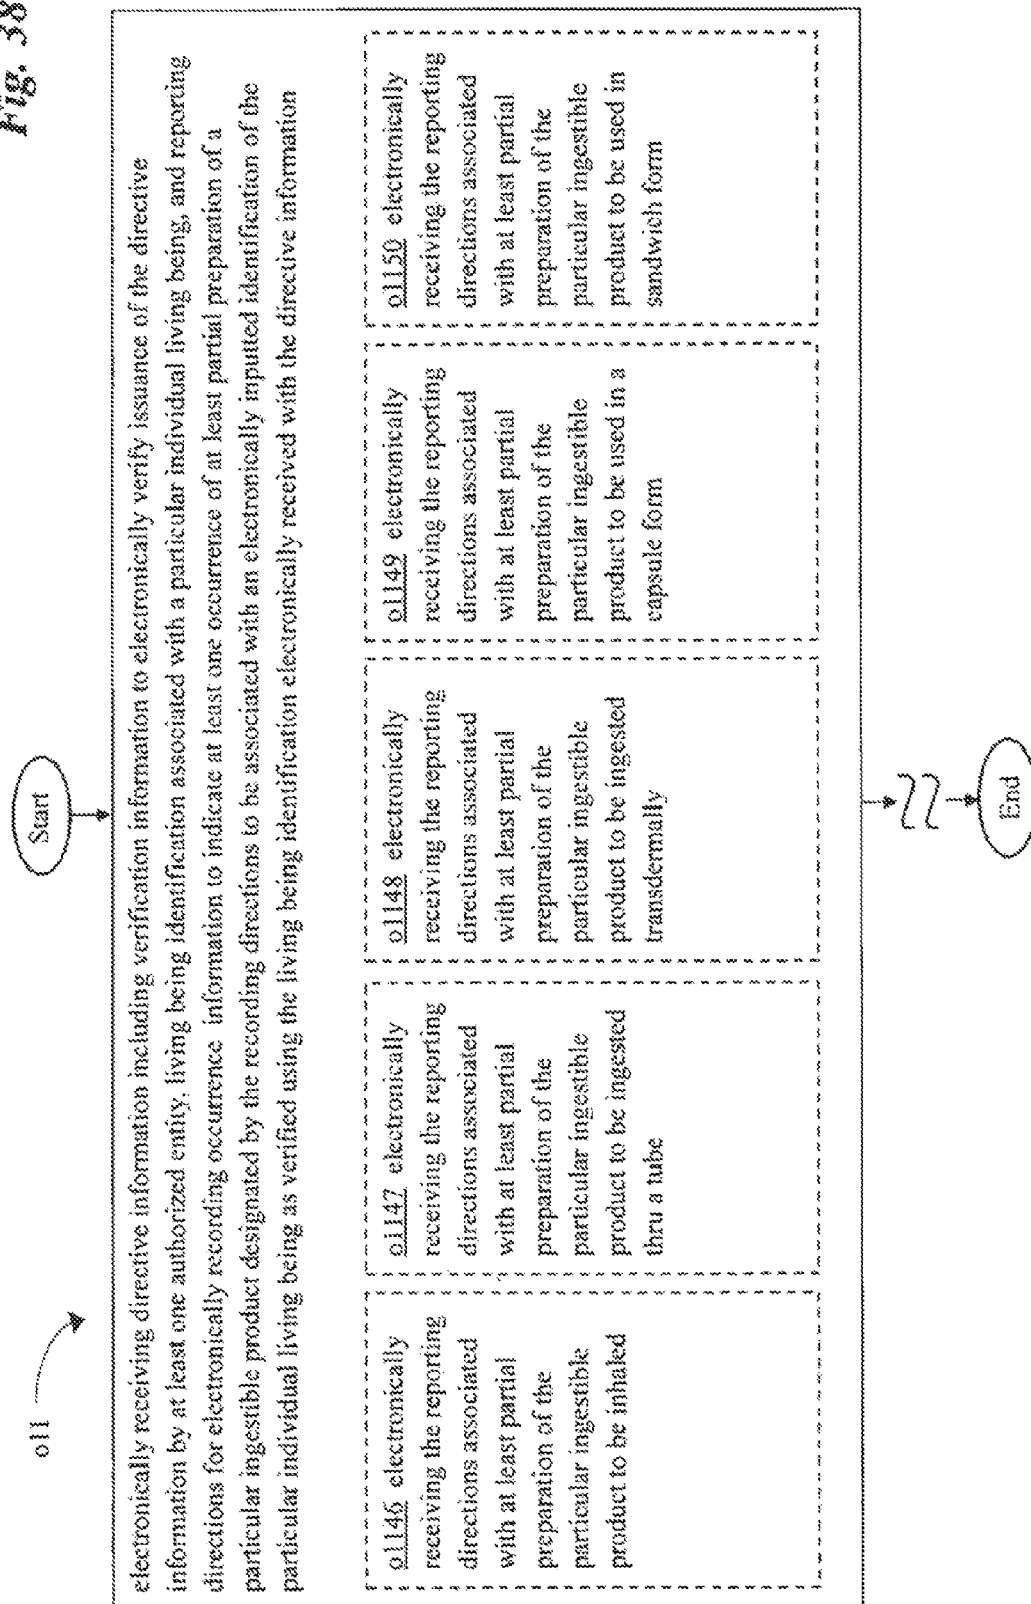 Fig. 38
o11
Start
electronically receiving directive information including verification information to electronically verify issuance of the directive
information by at least one authorized entity, living being identification associated with a particular individual living being, and reporting
directions for electronically recording occurrence information to indicate at least one occurrence of at least partial preparation of a
particular ingestible product designated by the recording directions to be associated with an electronically inputted identification of the
particular individual living being as verified using the living being identification electronically received with the directive information
o1146 electronically
receiving the reporting
directions associated
with at least partial
preparation of the
particular ingestible
product to be inhaled
o1147 electronically
receiving the reporting
directions associated
with at least partial
preparation of the
particular ingestible
product to be ingested
thru a tube
o1148 electronically
receiving the reporting
directions associated
with at least partial
preparation of the
particular ingestible
product to be ingested
transdermally
o1149 electronically
receiving the reporting
directions associated
with at least partial
preparation of the
particular ingestible
product to be used in a
capsule form
o1150 electronically
receiving the reporting
directions associated
with at least partial
preparation of the
particular ingestible
product to be used in
sandwich form
End